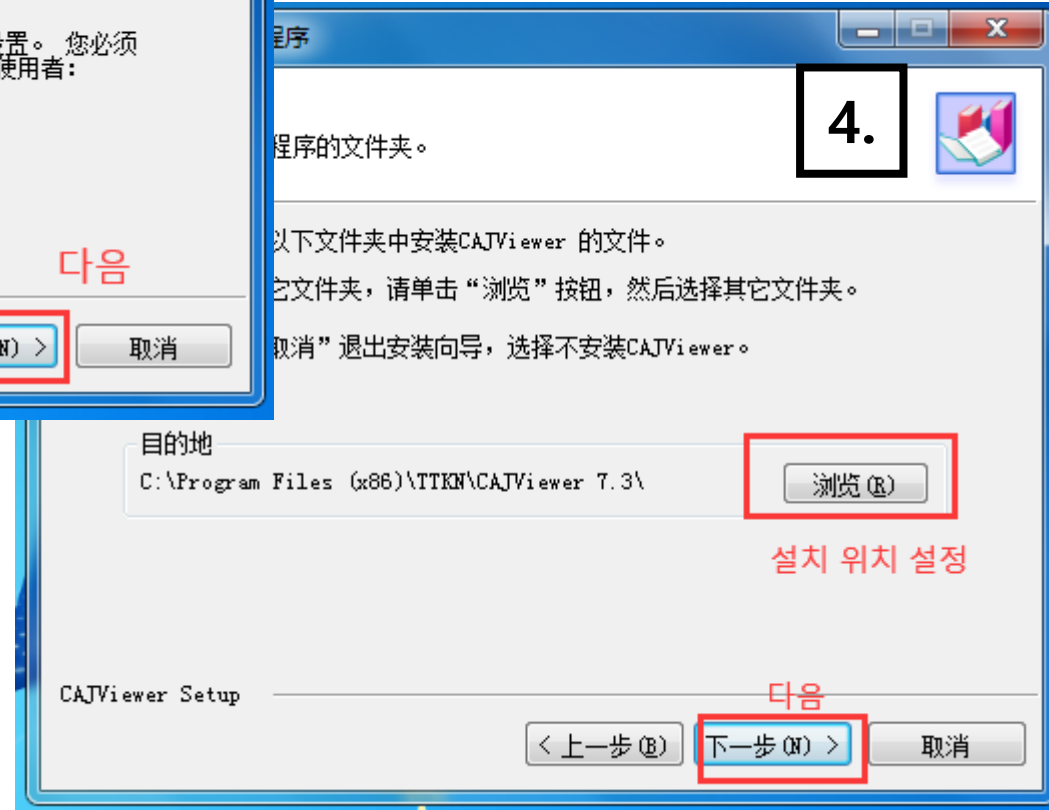 置。 您必须
使用者:
다음
(N) >
取消
程序
4.
程序的文件夹。
以下文件夹中安装CAJViewer 的文件。
它文件夹，请单击“浏览”按钮，然后选择其它文件夹。
取消”退出安装向导，选择不安装CAJViewer。
目的地
C:\Program Files (x86)\TTKN\CAJViewer 7.3\
浏览(R)
설치 위치 설정
CAJViewer Setup
다음
< 上一步(B)
下一步(N) >
取消